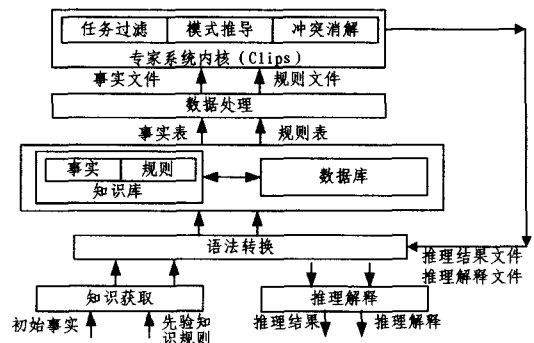 任务过滤 模式推导 冲突消解
专家系统内核(Clips)
事实文件 规则文件
数据处理
事实表 规则表
事实 规则
知识库
数据库
语法转换
推理结果文件
推理解释文件
知识获取 推理解释
初始事实 先验知
识规则
推理结果 推理解释